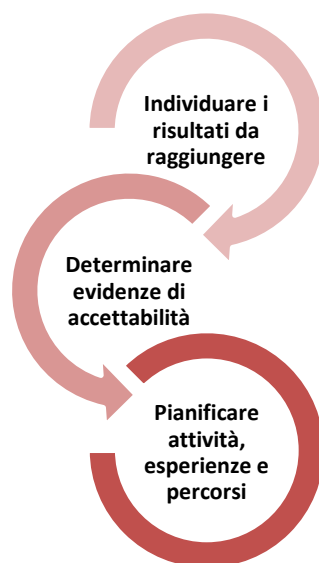 Individuare i
risultati da
raggiungere
Determinare
evidenze di
accettabilità
Pianificare
attività,
esperienze e
percorsi